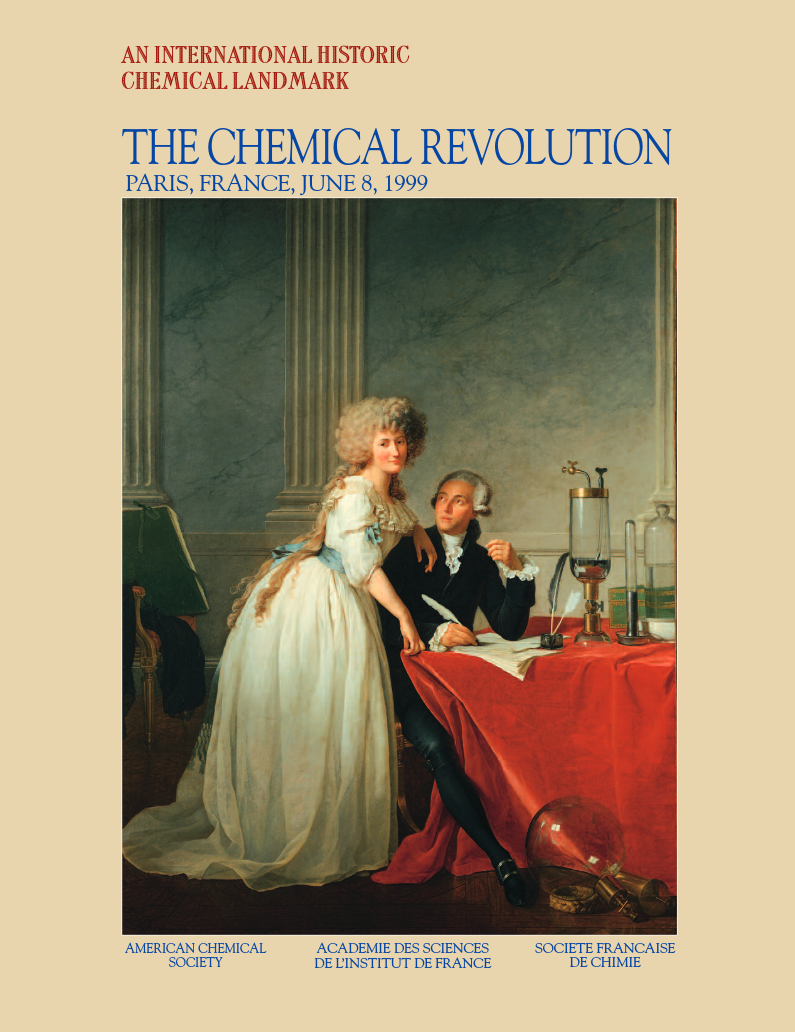 AN INTERNATIONAL HISTORIC
CHEMICAL LANDMARK
THE CHEMICAL REVOLUTION
PARIS, FRANCE, JUNE 8, 1999
AMERICAN CHEMICAL
SOCIETY
ACADEMIE DES SCIENCES
DE L'INSTITUT DE FRANCE
SOCIETE FRANCAISE
DE CHIMIE